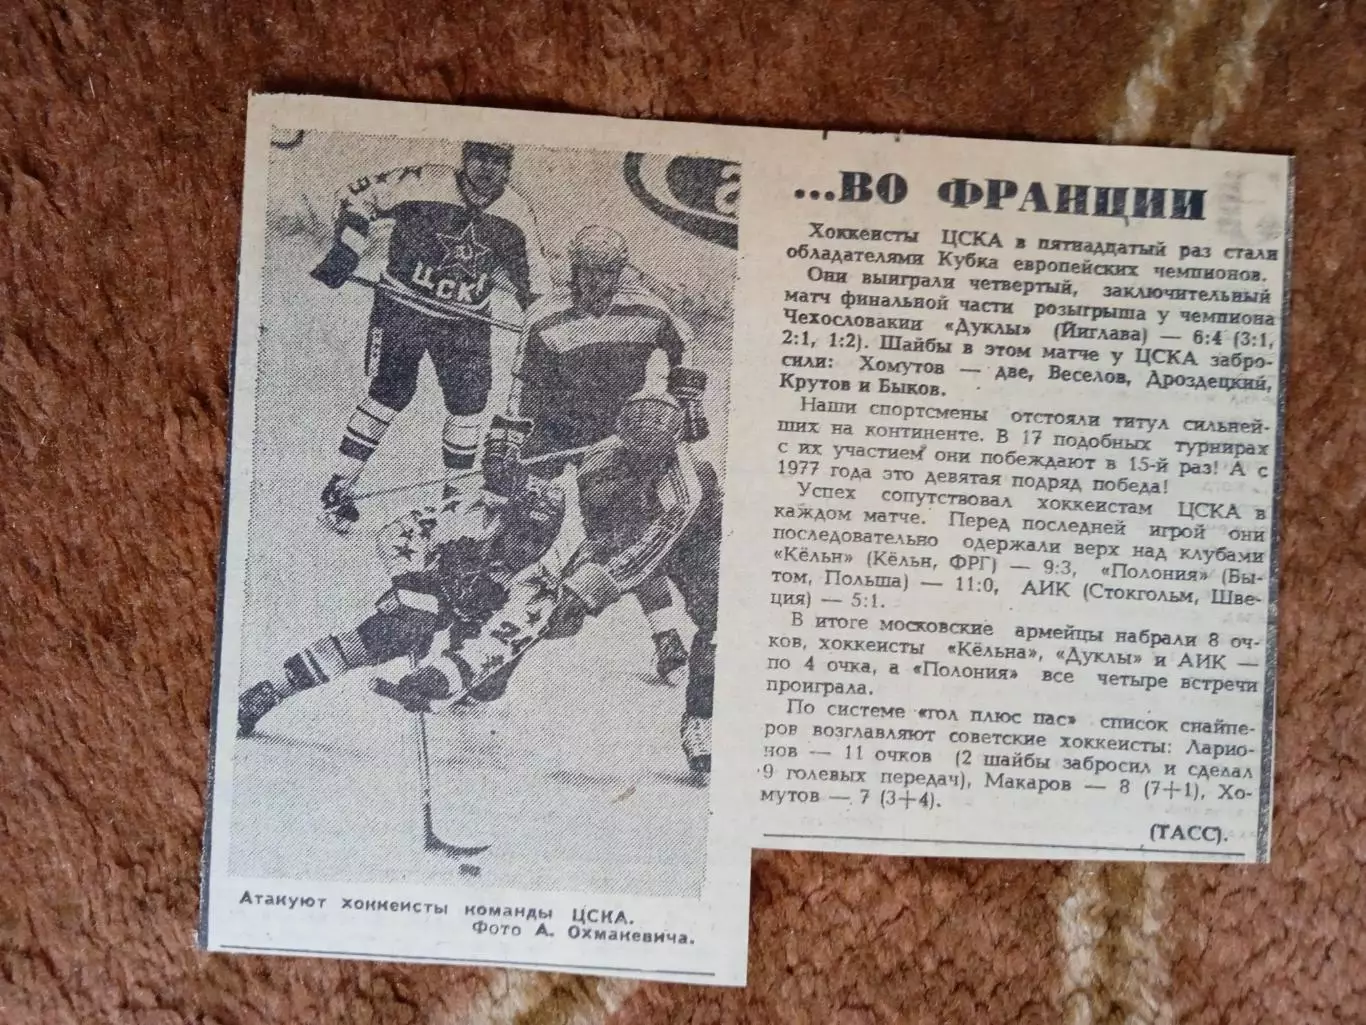 ЦСКА
...ВО ФРАНЦИИ
Хоккеисты ЦСКА в пятнадцатый раз стали
обладателями Кубка европейских чемпионов.
Они выиграли четвертый, заключительный
матч финальной части розыгрыша у чемпиона
Чехословакии «Дуклы» (Йиглава) — 6:4 (3:1,
2:1, 1:2). Шайбы в этом матче у ЦСКА забро-
сили: Хомутов — две, Веселов, Дроздецкий,
Крутов и Быков.
Наши спортсмены отстояли титул сильней-
ших на континенте. В 17 подобных турнирах
с их участием они побеждают в 15-й раз! А с
1977 года это девятая подряд победа!
Успех сопутствовал хоккеистам ЦСКА в
каждом матче. Перед последней игрой они
последовательно одержали верх над клубами
«Кёльн» (Кёльн, ФРГ) — 9:3, «Полония» (Бы-
том, Польша) — 11:0, АИК (Стокгольм, Шве-
ция) — 5:1.
В итоге московские армейцы набрали 8 оч-
ков, хоккеисты «Кёльна», «Дуклы» и АИК —
по 4 очка, а «Полония» все четыре встречи
проиграла.
По системе «гол плюс пас» список снайпе-
ров возглавляют советские хоккеисты: Ларио-
нов — 11 очков (2 шайбы забросил и сделал
9 голевых передач), Макаров — 8 (7+1), Хо-
мутов — 7 (3+4).
(ТАСС).
Атакуют хоккеисты команды ЦСКА.
Фото А. Охманевича.